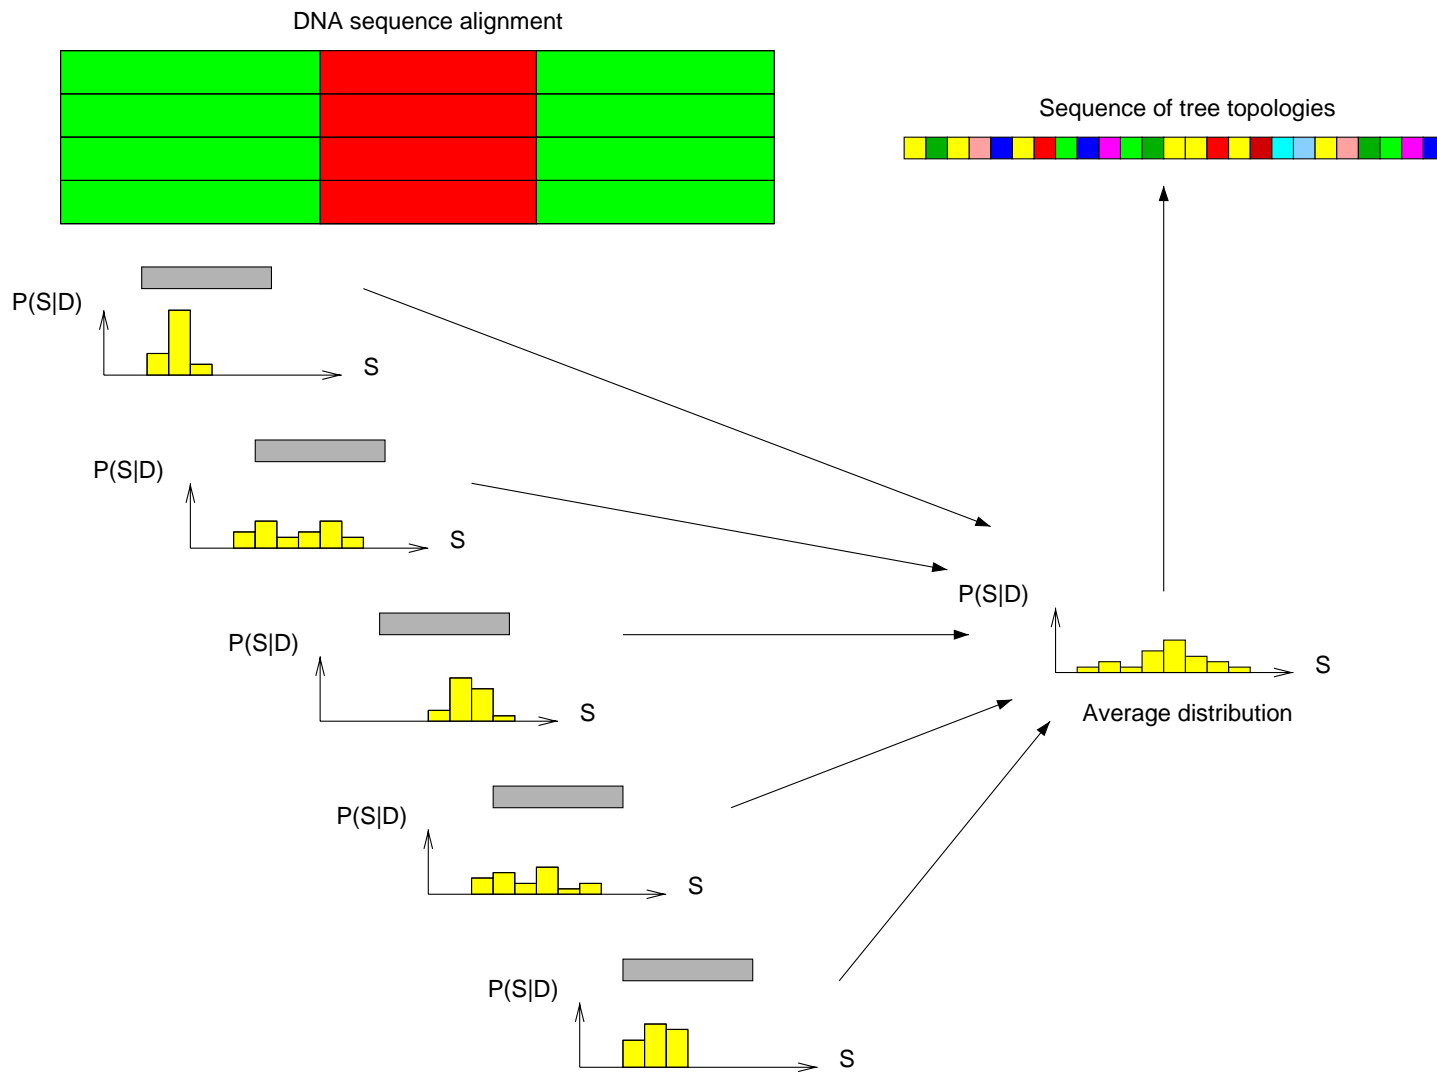 DNA sequence alignment
Sequence of tree topologies
P(S|D)
S
P(S|D)
S
P(S|D)
S
P(S|D)
S
P(S|D)
S
P(S|D)
S
Average distribution